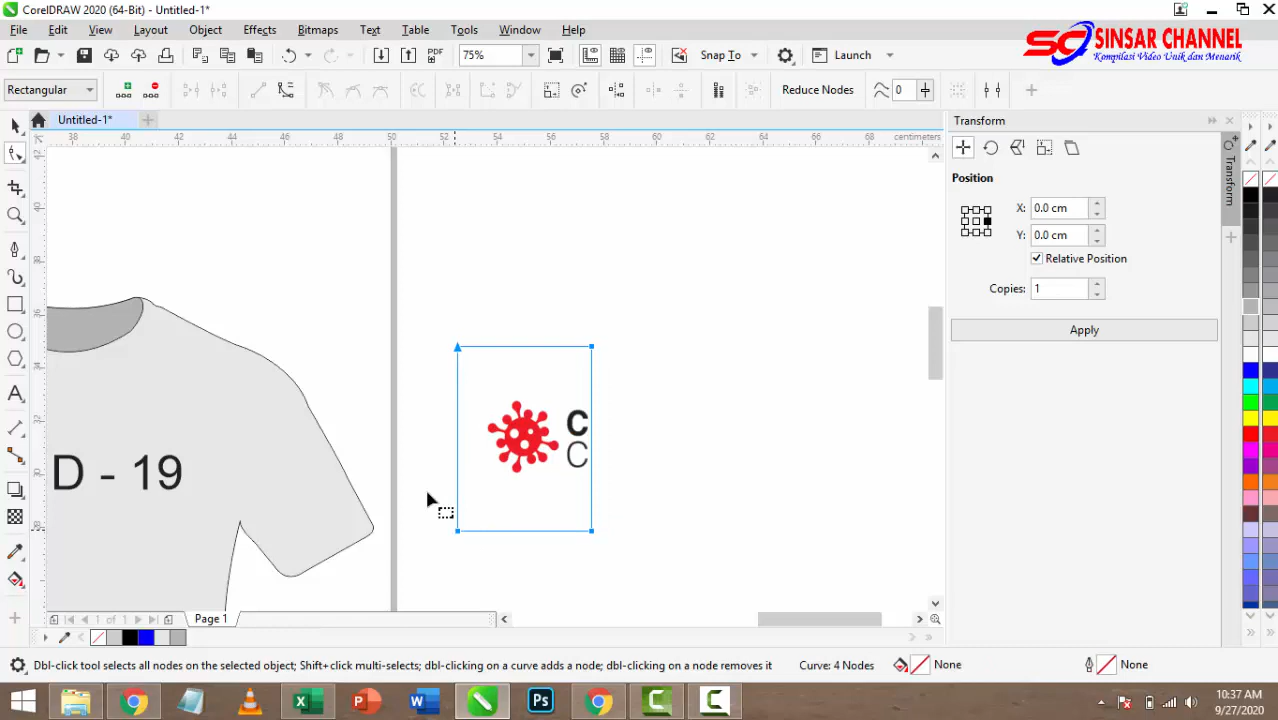 CorelDRAW 2020 (64-Bit) - Untitled-1*
File Edit View Layout Object Effects Bitmaps Text Table Tools Window Help
SINSAR CHANNEL
Kompilasi Video Unik dan Menarik
PDF 75% Snap To Launch
Rectangular Reduce Nodes 0
Untitled-1*
Transform
38 40 42 44 46 48 50 52 54 56 58 60 62 64 66 68 centimeters
Position
Transform
X: 0.0 cm
Y: 0.0 cm
Relative Position
Copies: 1
Apply
C
C
D - 19
1 of 1 Page 1
Dbl-click tool selects all nodes on the selected object; Shift+click multi-selects; dbl-clicking on a curve adds a node; dbl-clicking on a node removes it Curve: 4 Nodes None None
10:37 AM
9/27/2020